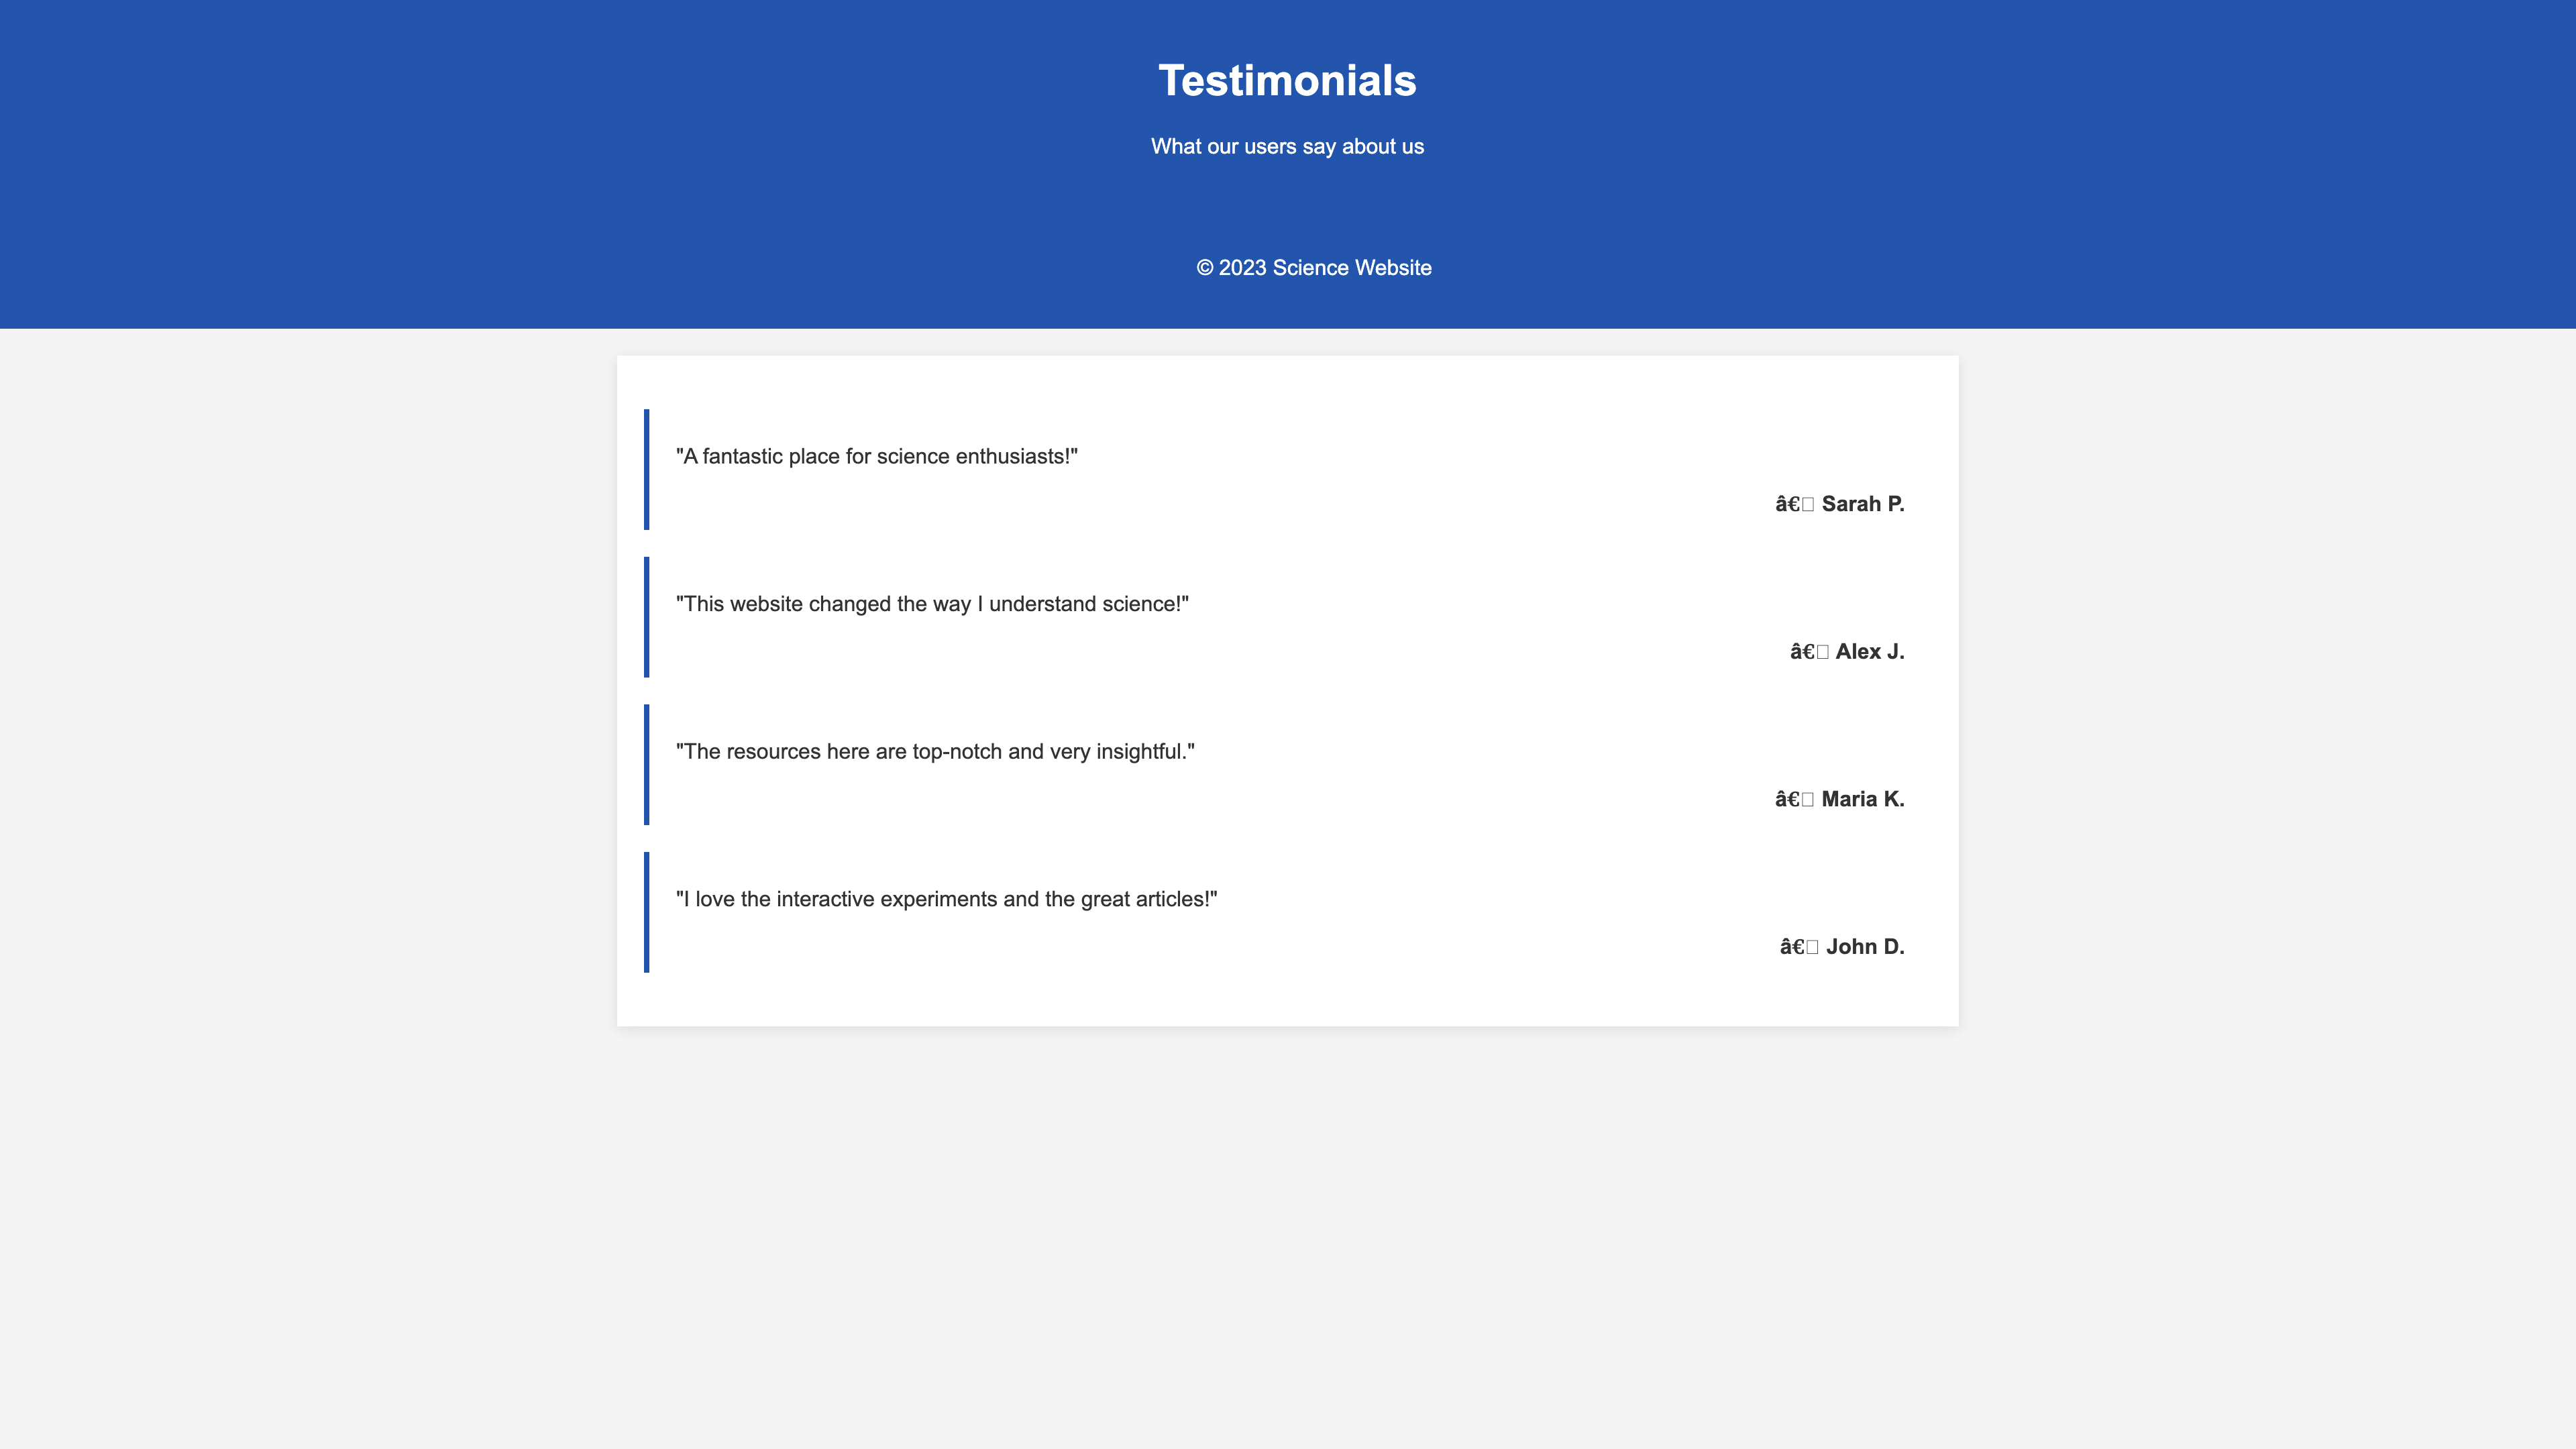 Testimonials
What our users say about us
© 2023 Science Website
"A fantastic place for science enthusiasts!"
â€□ Sarah P.
"This website changed the way I understand science!"
â€□ Alex J.
"The resources here are top-notch and very insightful."
â€□ Maria K.
"I love the interactive experiments and the great articles!"
â€□ John D.